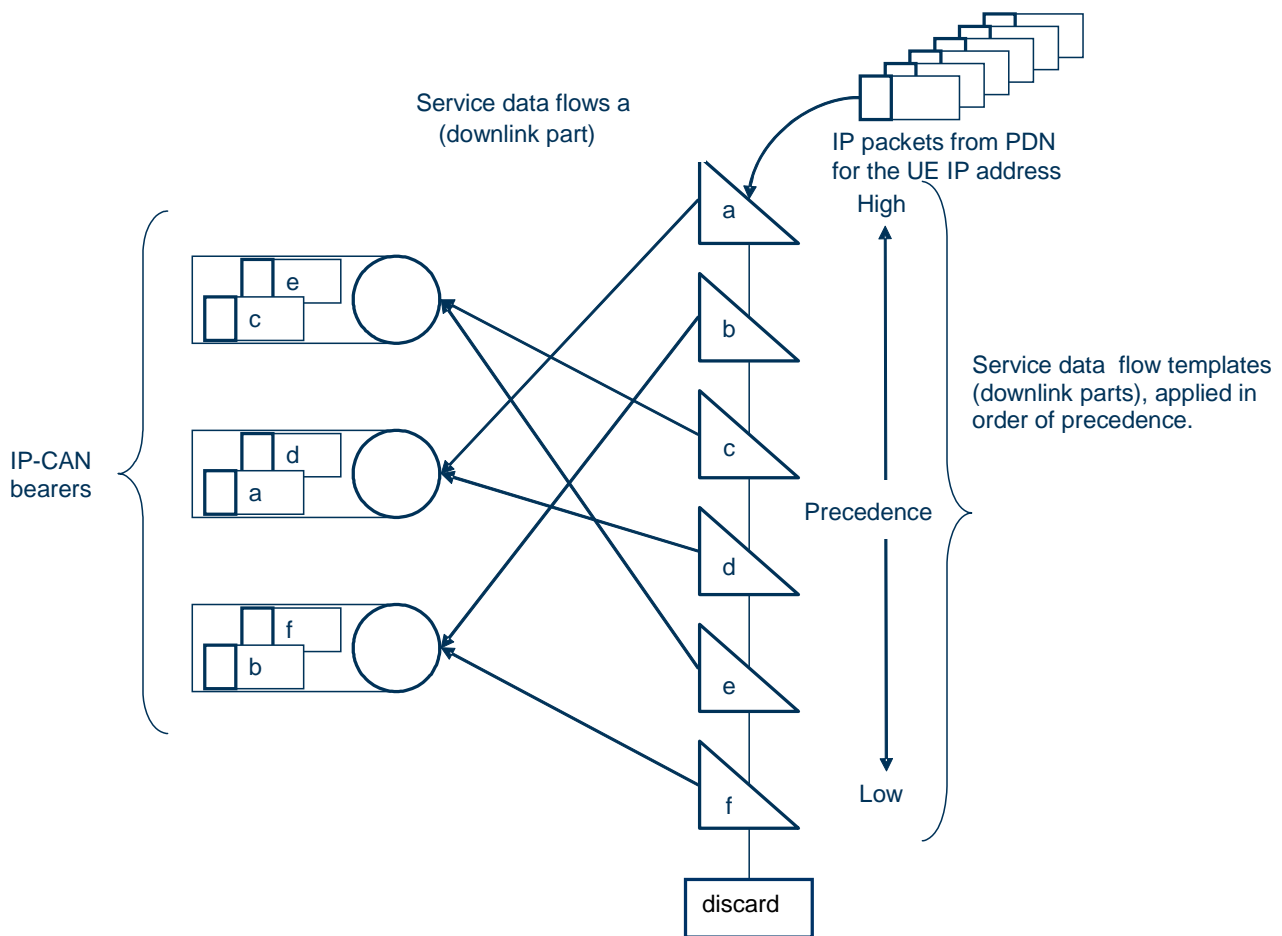 Service data flows a
(downlink part)
IP packets from PDN
for the UE IP address
High
a
e
c
b
Service data flow templates
(downlink parts), applied in
order of precedence.
c
IP-CAN
bearers
d
a
Precedence
d
f
b
e
Low
f
discard